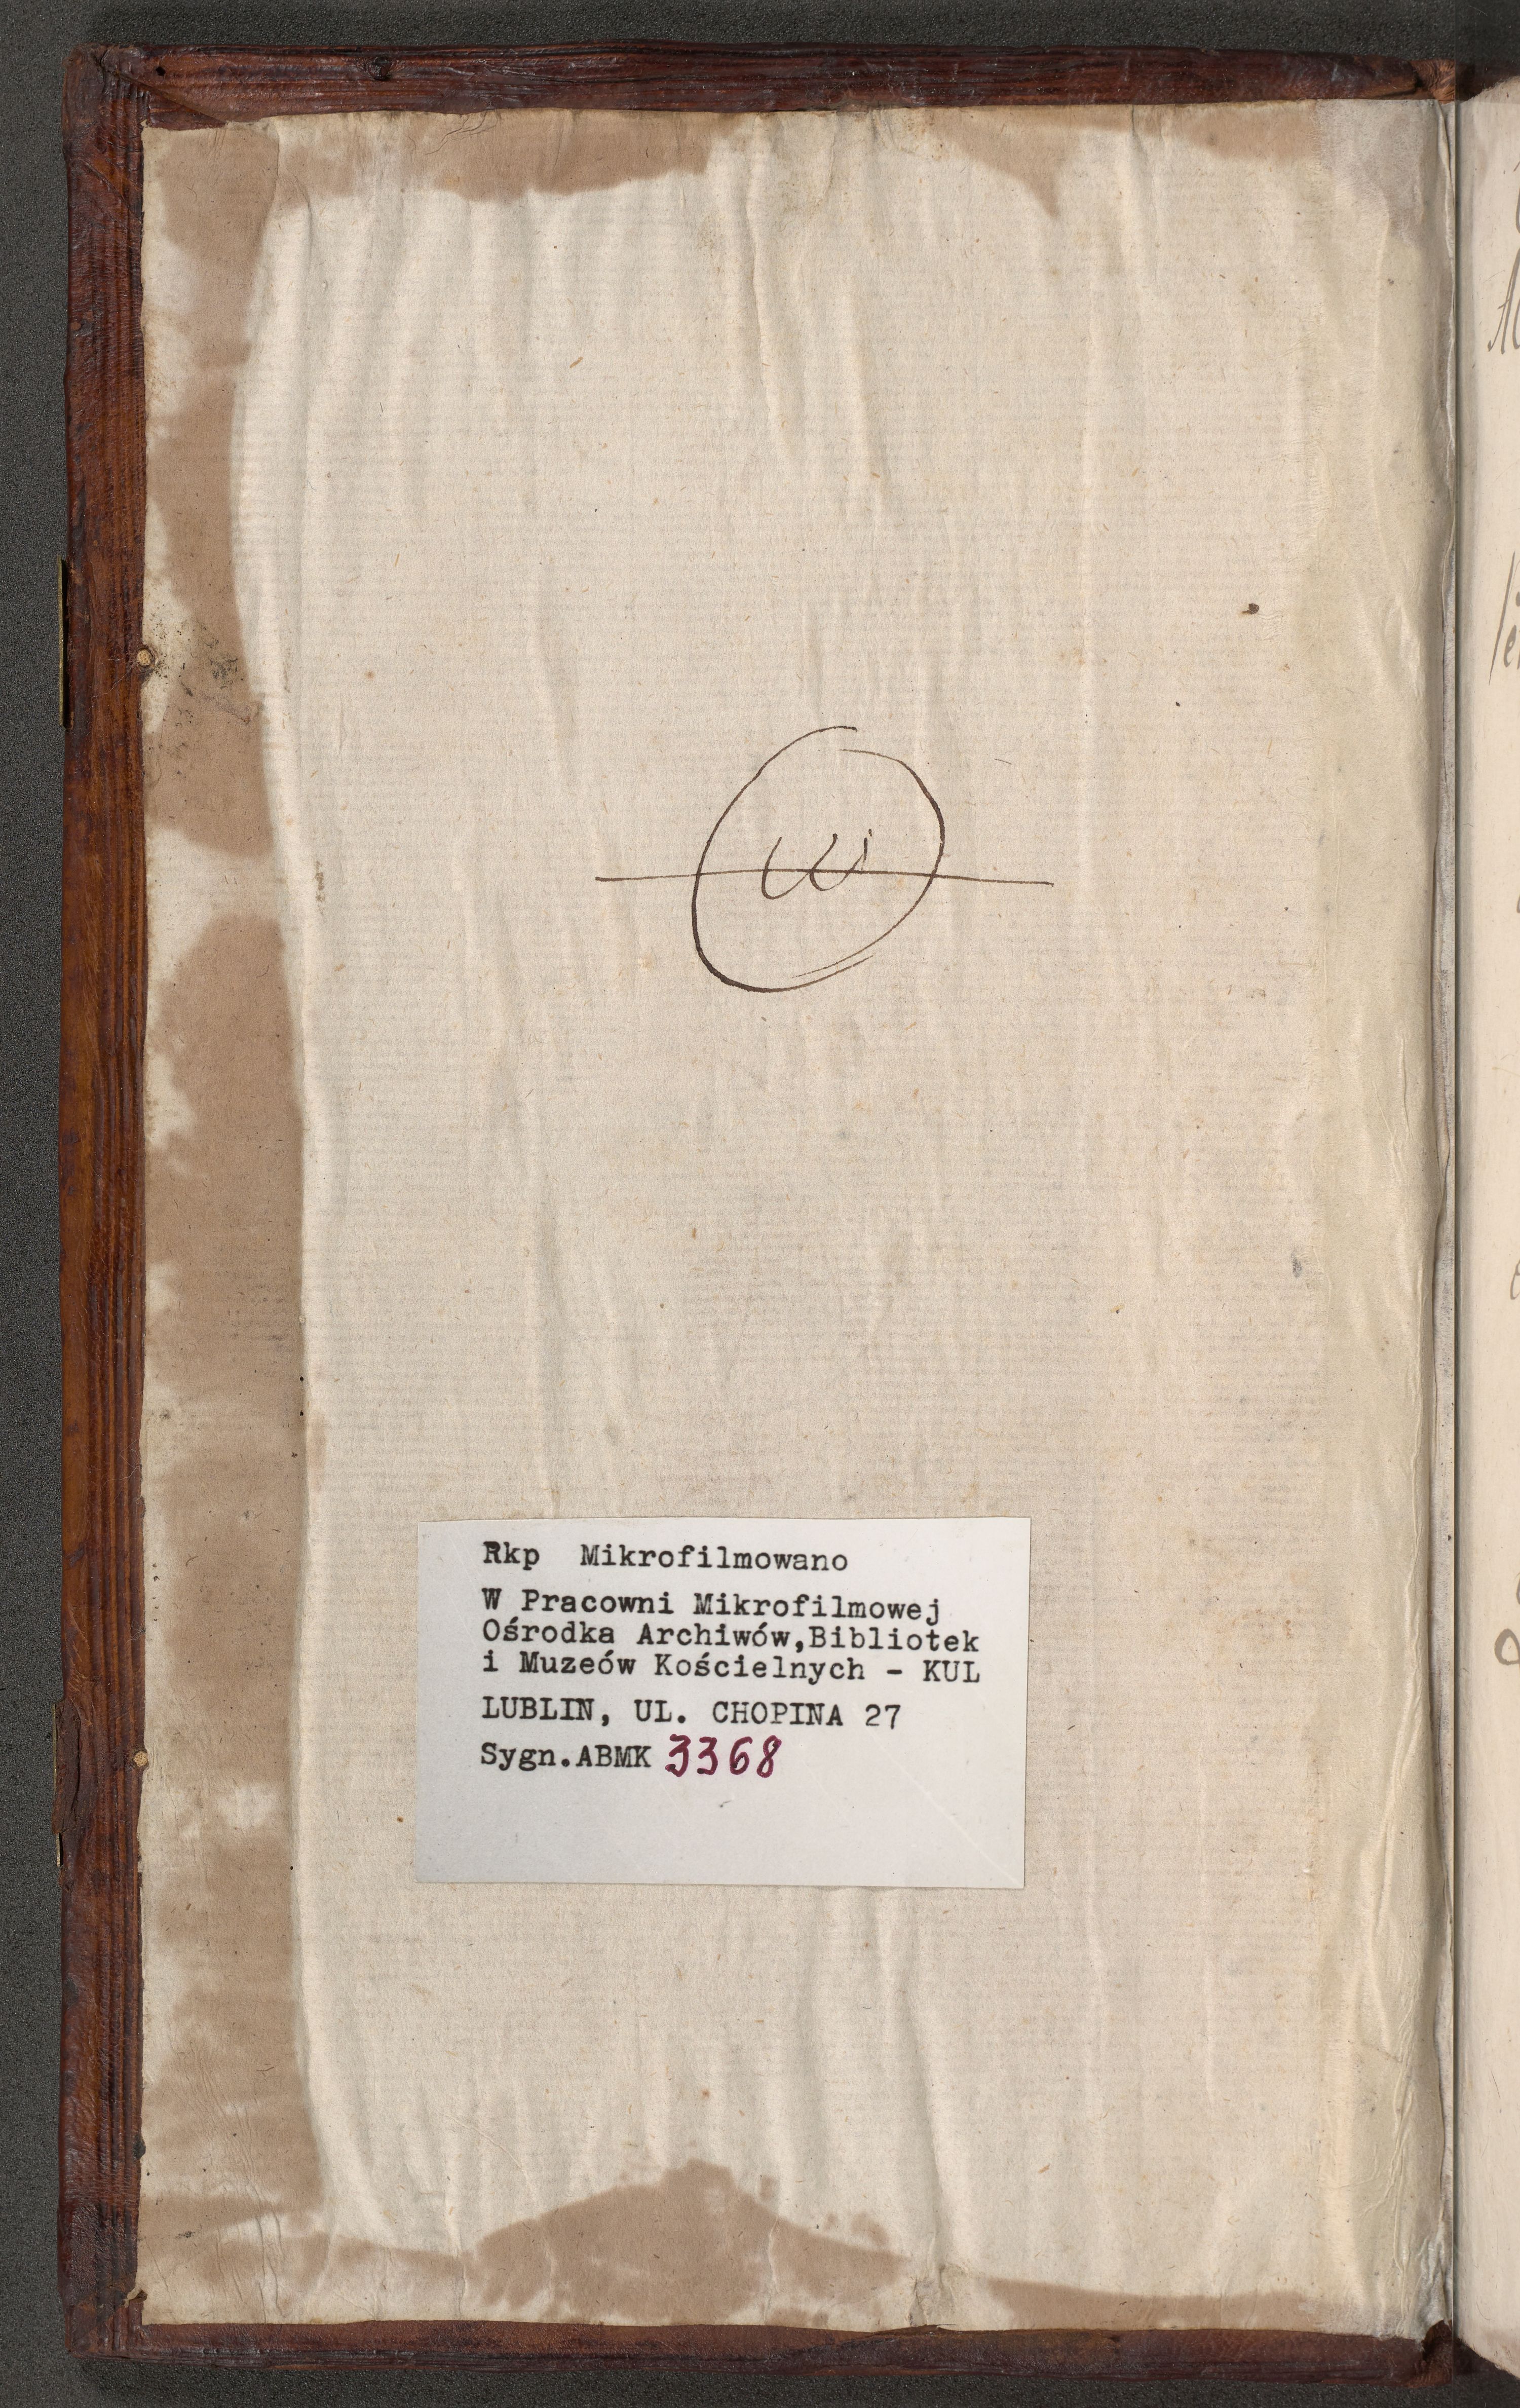 Rkp Mikrofilmowano
W Pracowni Mikrofilmowej
Ośrodka Archiwów,Bibliotek
i Muzeów Kościelnych - KUL
LUBLIN, UL. CHOPINA 27
Sygn.ABMK 3368